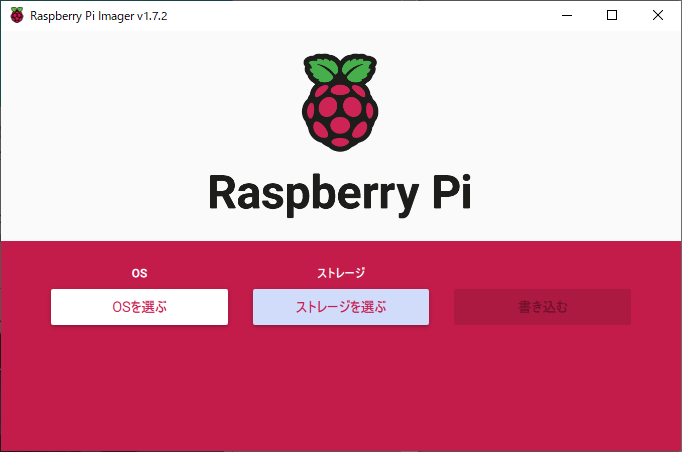 Raspberry Pi Imager v1.7.2
Raspberry Pi
OS
ストレージ
OSを選ぶ
ストレージを選ぶ
書き込む